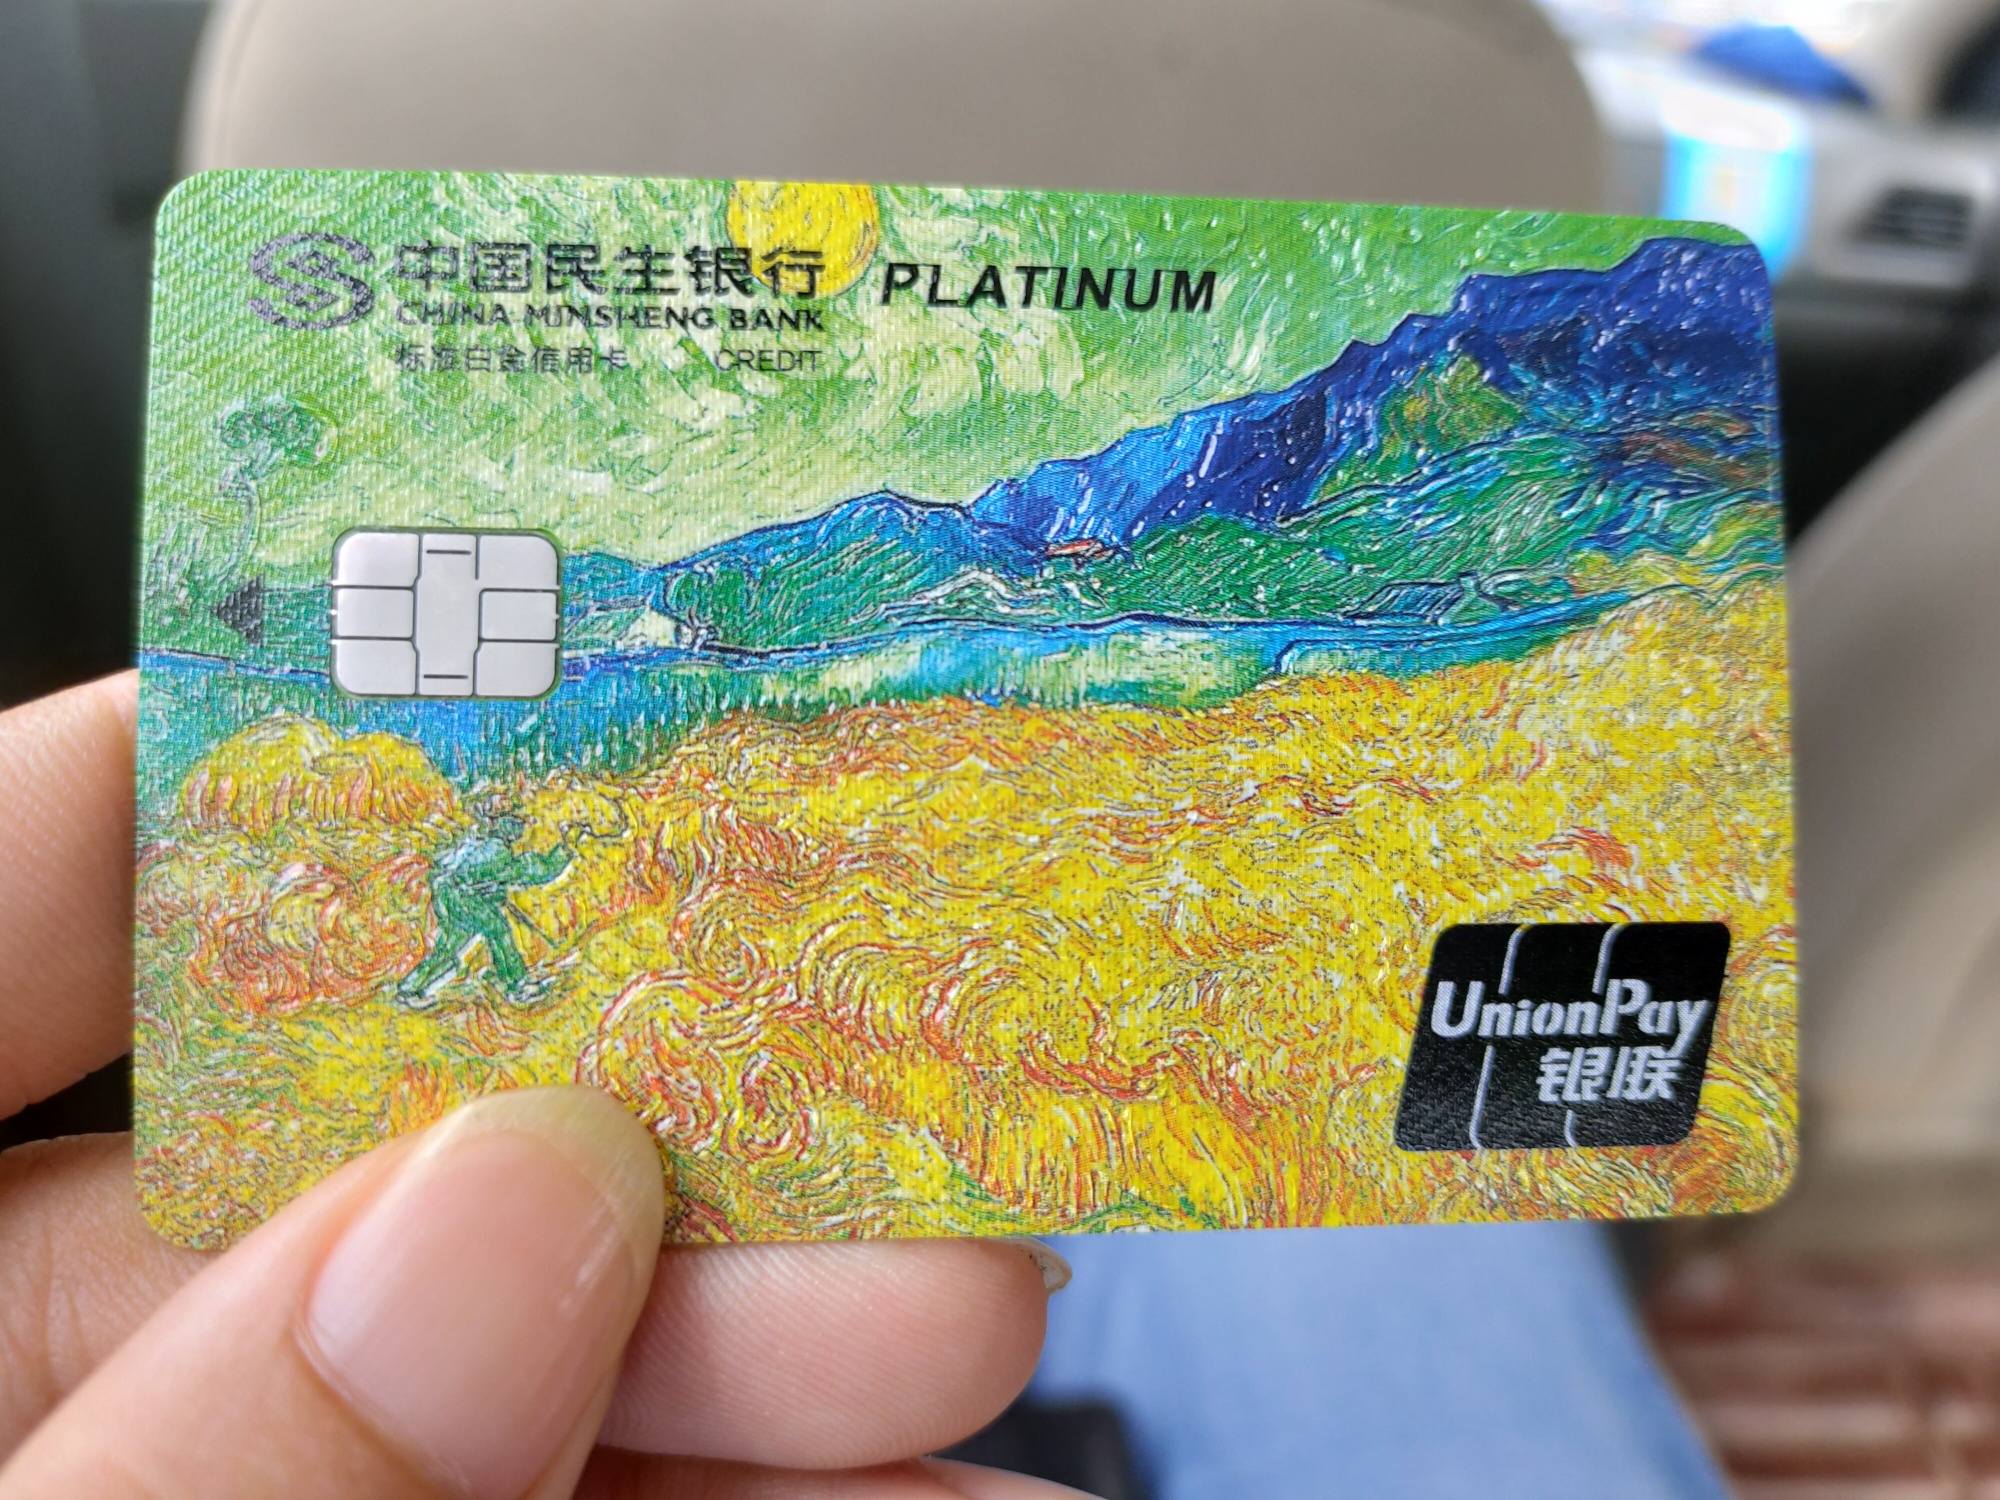 中国民生银行 PLATINUM
CHINA MINSHENG BANK
标准白金信用卡 CREDIT
UnionPay
银联